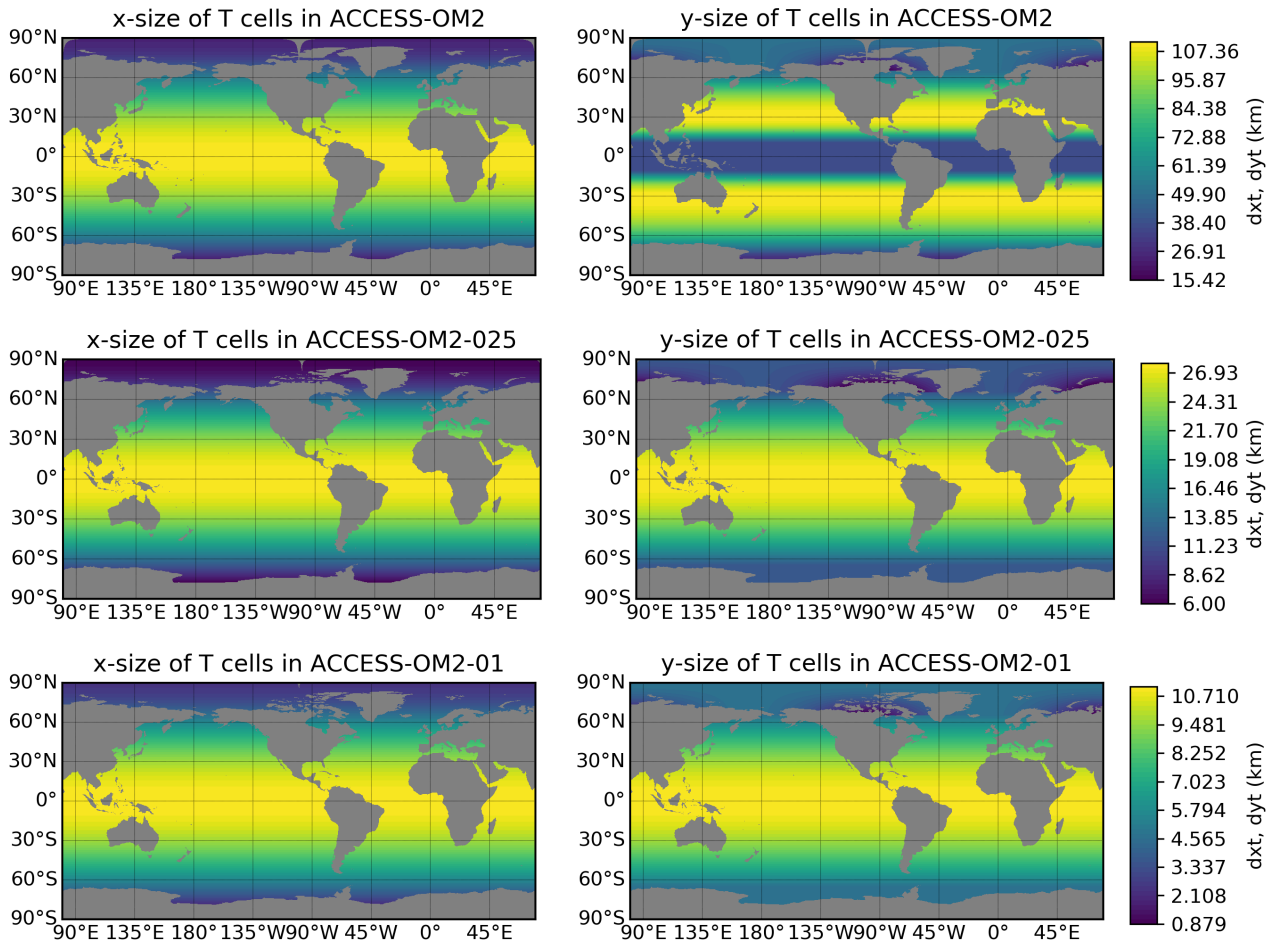 x-size of T cells in ACCESS-OM2
90°N
60°N
30°N
0°
30°S
60°S
90°S
90°E 135°E 180° 135°W 90°W 45°W 0° 45°E
y-size of T cells in ACCESS-OM2
90°N
60°N
30°N
0°
30°S
60°S
90°S
90°E 135°E 180° 135°W 90°W 45°W 0° 45°E
107.36
95.87
84.38
72.88
61.39
49.90
38.40
26.91
15.42
dxt, dyt (km)
x-size of T cells in ACCESS-OM2-025
90°N
60°N
30°N
0°
30°S
60°S
90°S
90°E 135°E 180° 135°W 90°W 45°W 0° 45°E
y-size of T cells in ACCESS-OM2-025
90°N
60°N
30°N
0°
30°S
60°S
90°S
90°E 135°E 180° 135°W 90°W 45°W 0° 45°E
26.93
24.31
21.70
19.08
16.46
13.85
11.23
8.62
6.00
dxt, dyt (km)
x-size of T cells in ACCESS-OM2-01
90°N
60°N
30°N
0°
30°S
60°S
90°S
90°E 135°E 180° 135°W 90°W 45°W 0° 45°E
y-size of T cells in ACCESS-OM2-01
90°N
60°N
30°N
0°
30°S
60°S
90°S
90°E 135°E 180° 135°W 90°W 45°W 0° 45°E
10.710
9.481
8.252
7.023
5.794
4.565
3.337
2.108
0.879
dxt, dyt (km)